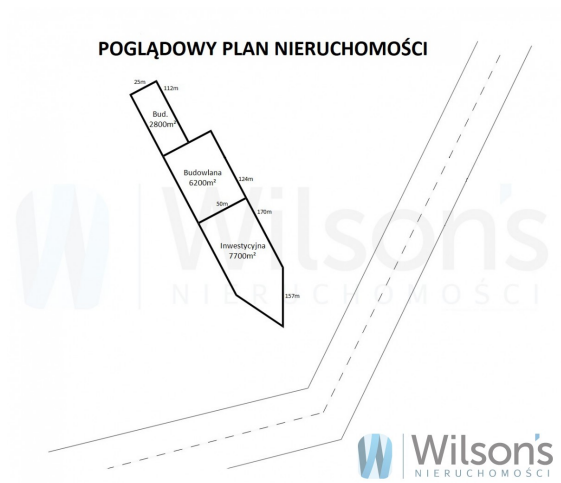 POGLĄDOWY PLAN NIERUCHOMOŚCI
25m
112m
Bud.
2800m²
Budowlana
6200m²
124m
50m
170m
Inwestycyjna
7700m²
157m
Wilson's
NIERUCHOMOŚCI
Wilson's
NIERUCHOMOŚCI